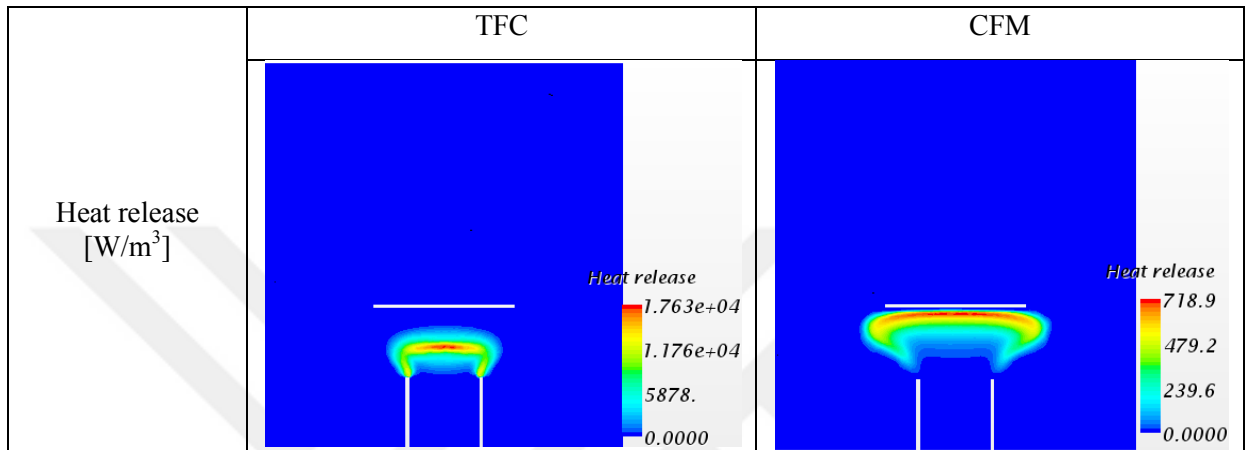 TFC
CFM
Heat release
[W/m³]
Heat release
1.763e+04
1.176e+04
5878.
0.0000
Heat release
718.9
479.2
239.6
0.0000